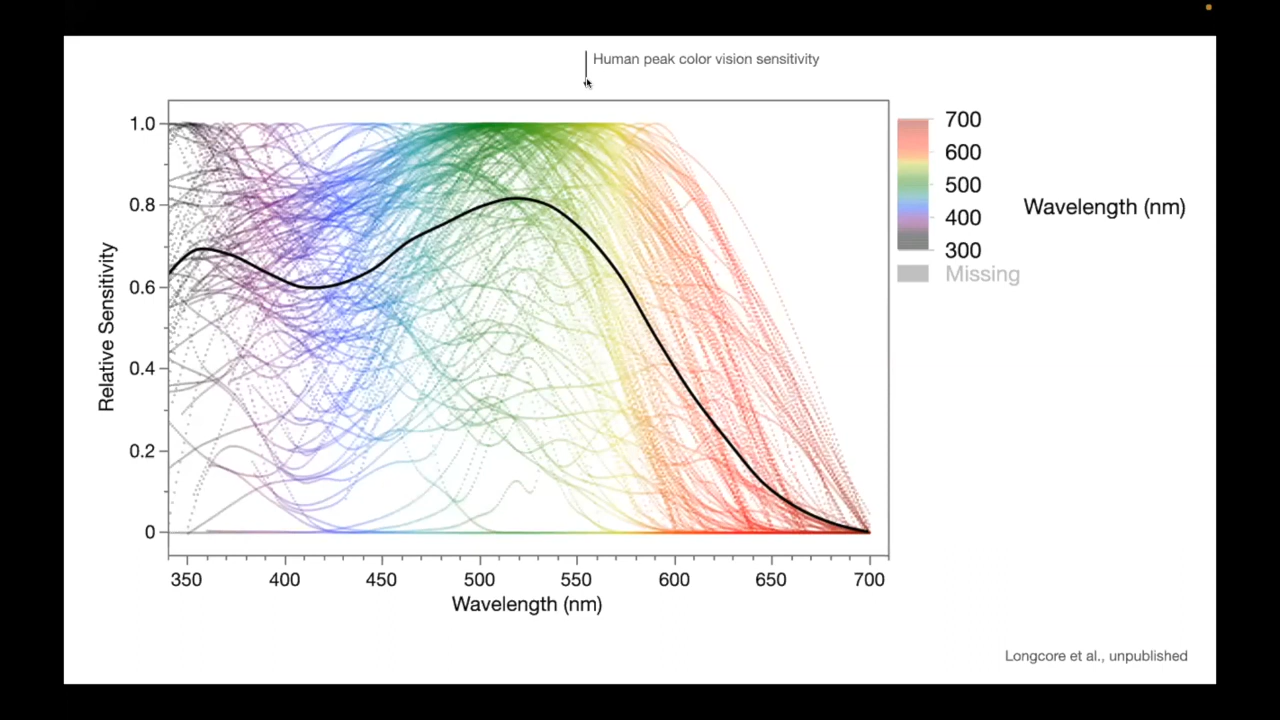 Human peak color vision sensitivity
1.0
0.8
0.6
0.4
0.2
0
Relative Sensitivity
350 400 450 500 550 600 650 700
Wavelength (nm)
700
600
500
400
300
Missing
Wavelength (nm)
Longcore et al., unpublished